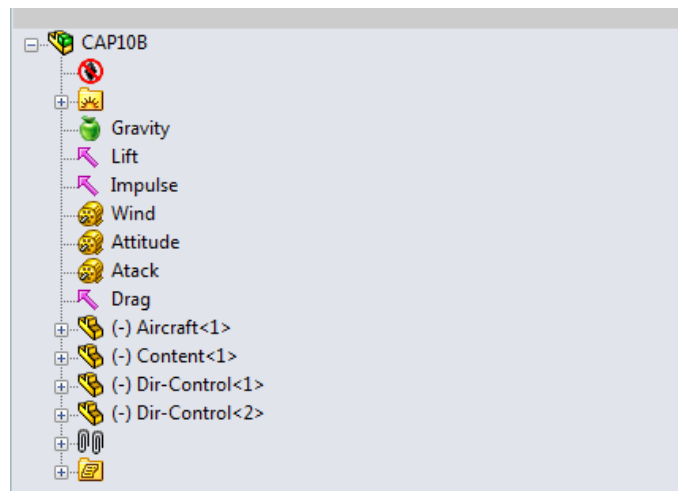 CAP10B
Gravity
Lift
Impulse
Wind
Attitude
Atack
Drag
(-) Aircraft<1>
(-) Content<1>
(-) Dir-Control<1>
(-) Dir-Control<2>